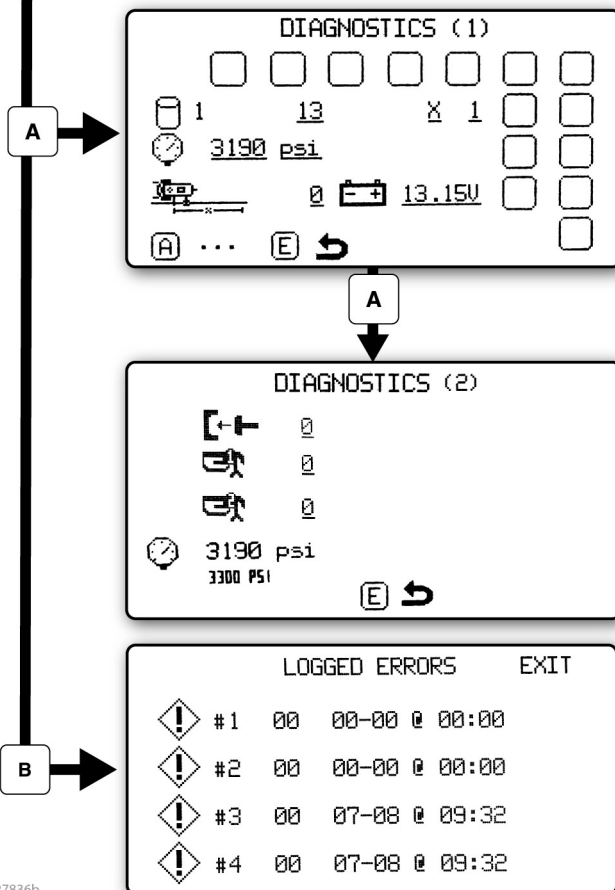 DIAGNOSTICS (1)
1 13 X 1
A
3190 psi
x
0 - + 13.15V
A ... E
A
DIAGNOSTICS (2)
0
0
0
3190 psi
3300 PSI
E
LOGGED ERRORS EXIT
! #1 00 00-00 @ 00:00
B
! #2 00 00-00 @ 00:00
! #3 00 07-08 @ 09:32
! #4 00 07-08 @ 09:32